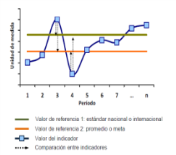 Unidad de medida
1 2 3 4 5 6 7 ... n
Periodo
Valor de referencia 1: estándar nacional o internacional
Valor de referencia 2: promedio o meta
Valor del indicador
Comparación entre indicadores